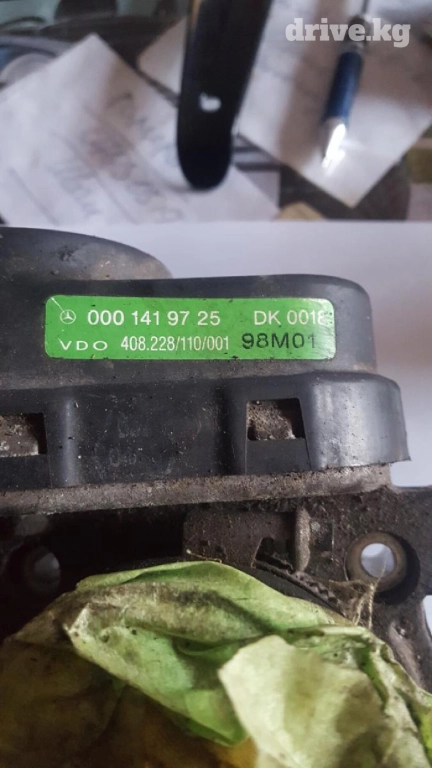 drive.kg
000 141 97 25 DK 0018
VDO 408.228/110/001 98M01